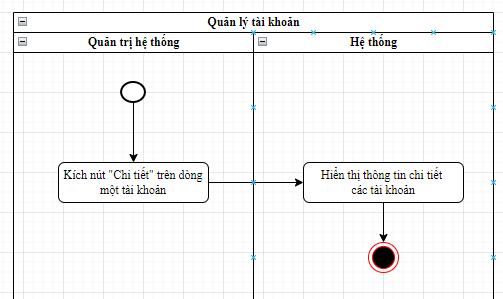 Quản lý tài khoản
Quản trị hệ thống
Hệ thống
Kích nút "Chi tiết" trên dòng
một tài khoản
Hiển thị thông tin chi tiết
các tài khoản